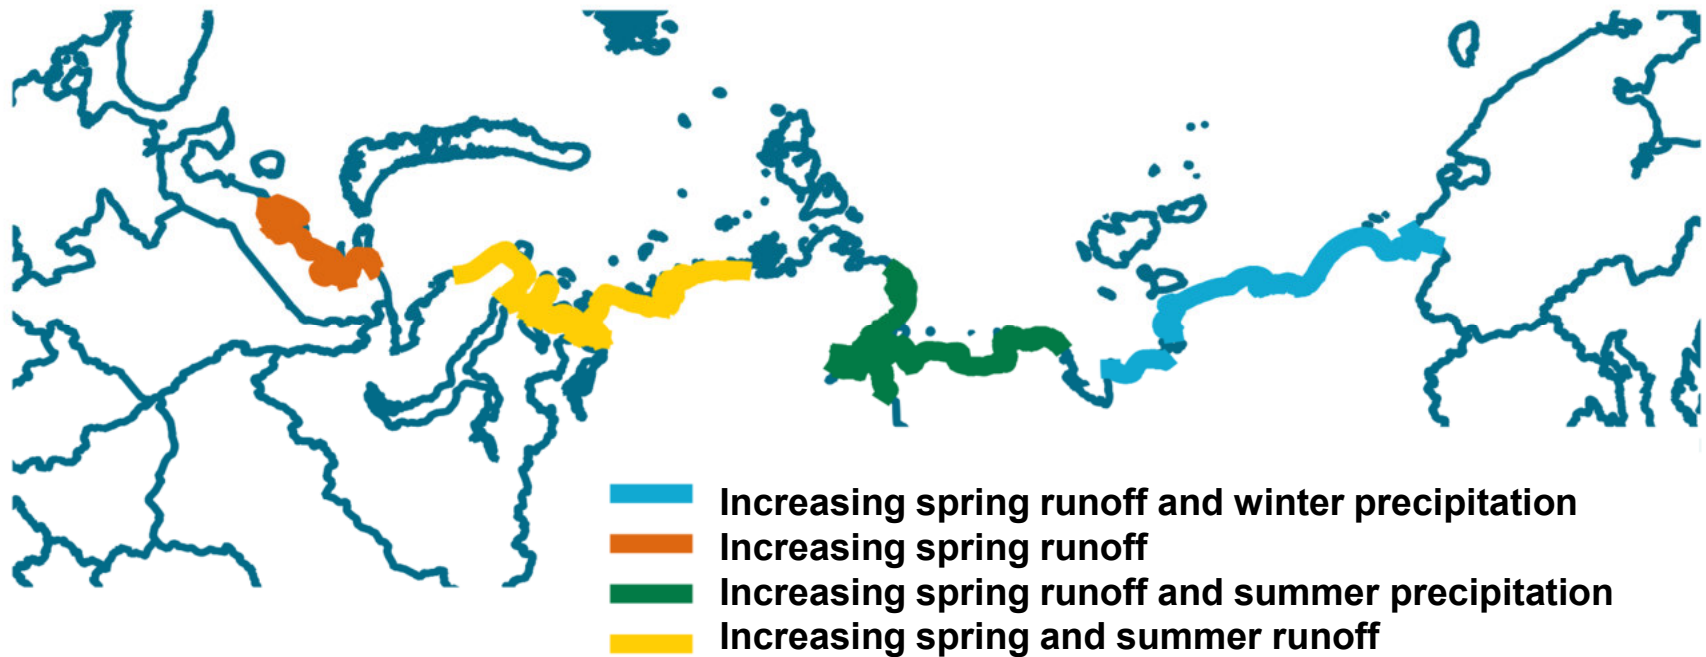 Increasing spring runoff and winter precipitation
Increasing spring runoff
Increasing spring runoff and summer precipitation
Increasing spring and summer runoff